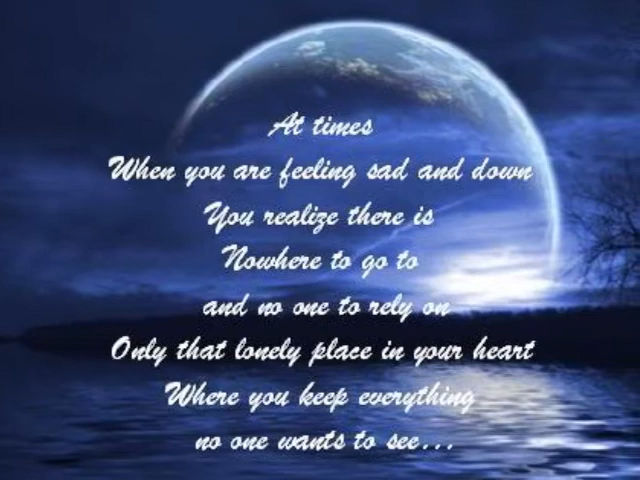 At times
When you are feeling sad and down
You realize there is
Nowhere to go to
and no one to rely on
Only that lonely place in your heart
Where you keep everything
no one wants to see...